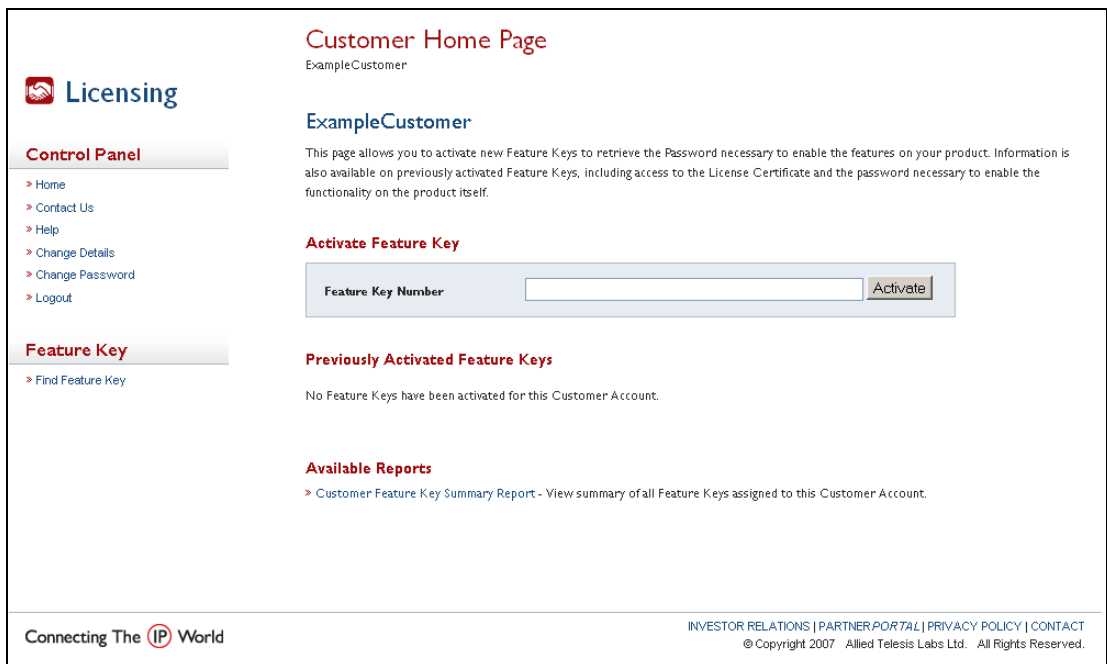 Licensing
Control Panel
» Home
» Contact Us
» Help
» Change Details
» Change Password
» Logout
Feature Key
» Find Feature Key
Customer Home Page
ExampleCustomer
ExampleCustomer
This page allows you to activate new Feature Keys to retrieve the Password necessary to enable the features on your product. Information is
also available on previously activated Feature Keys, including access to the License Certificate and the password necessary to enable the
functionality on the product itself.
Activate Feature Key
Feature Key Number Activate
Previously Activated Feature Keys
No Feature Keys have been activated for this Customer Account.
Available Reports
» Customer Feature Key Summary Report - View summary of all Feature Keys assigned to this Customer Account.
Connecting The IP World
INVESTOR RELATIONS | PARTNER PORTAL | PRIVACY POLICY | CONTACT
© Copyright 2007 Allied Telesis Labs Ltd. All Rights Reserved.